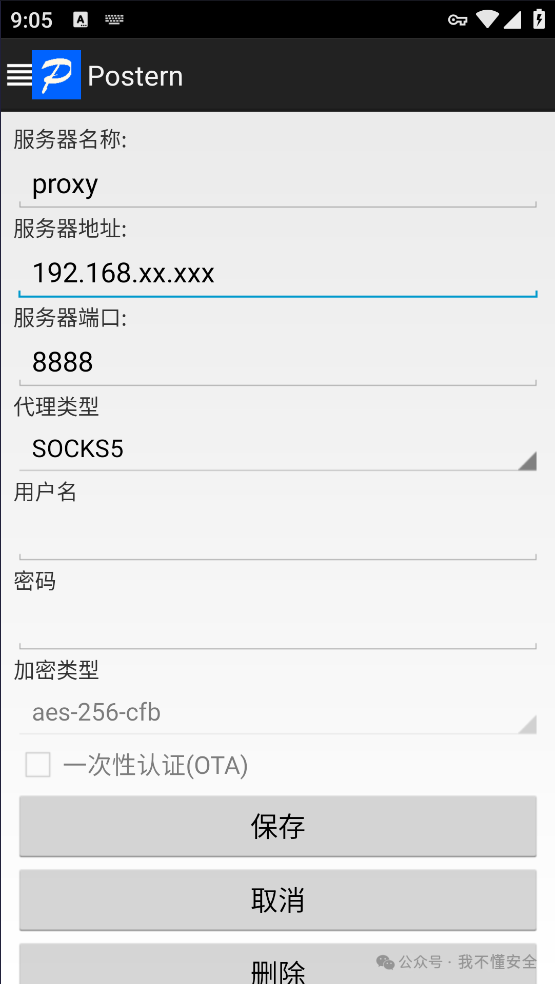 9:05
A
Postern
服务器名称:
proxy
服务器地址:
192.168.xx.xxx
服务器端口:
8888
代理类型
SOCKS5
用户名
密码
加密类型
aes-256-cfb
一次性认证(OTA)
保存
取消
删除
公众号 · 我不懂安全